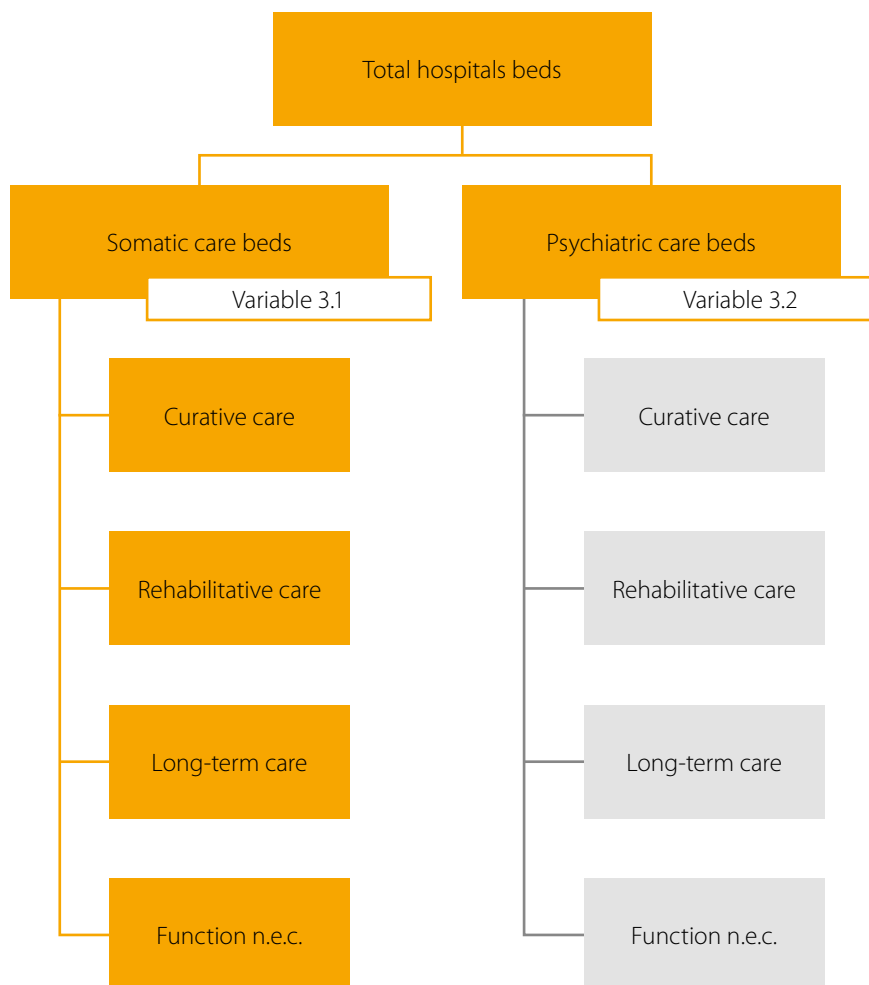 Total hospitals beds
Somatic care beds
Variable 3.1
Curative care
Rehabilitative care
Long-term care
Function n.e.c.
Psychiatric care beds
Variable 3.2
Curative care
Rehabilitative care
Long-term care
Function n.e.c.